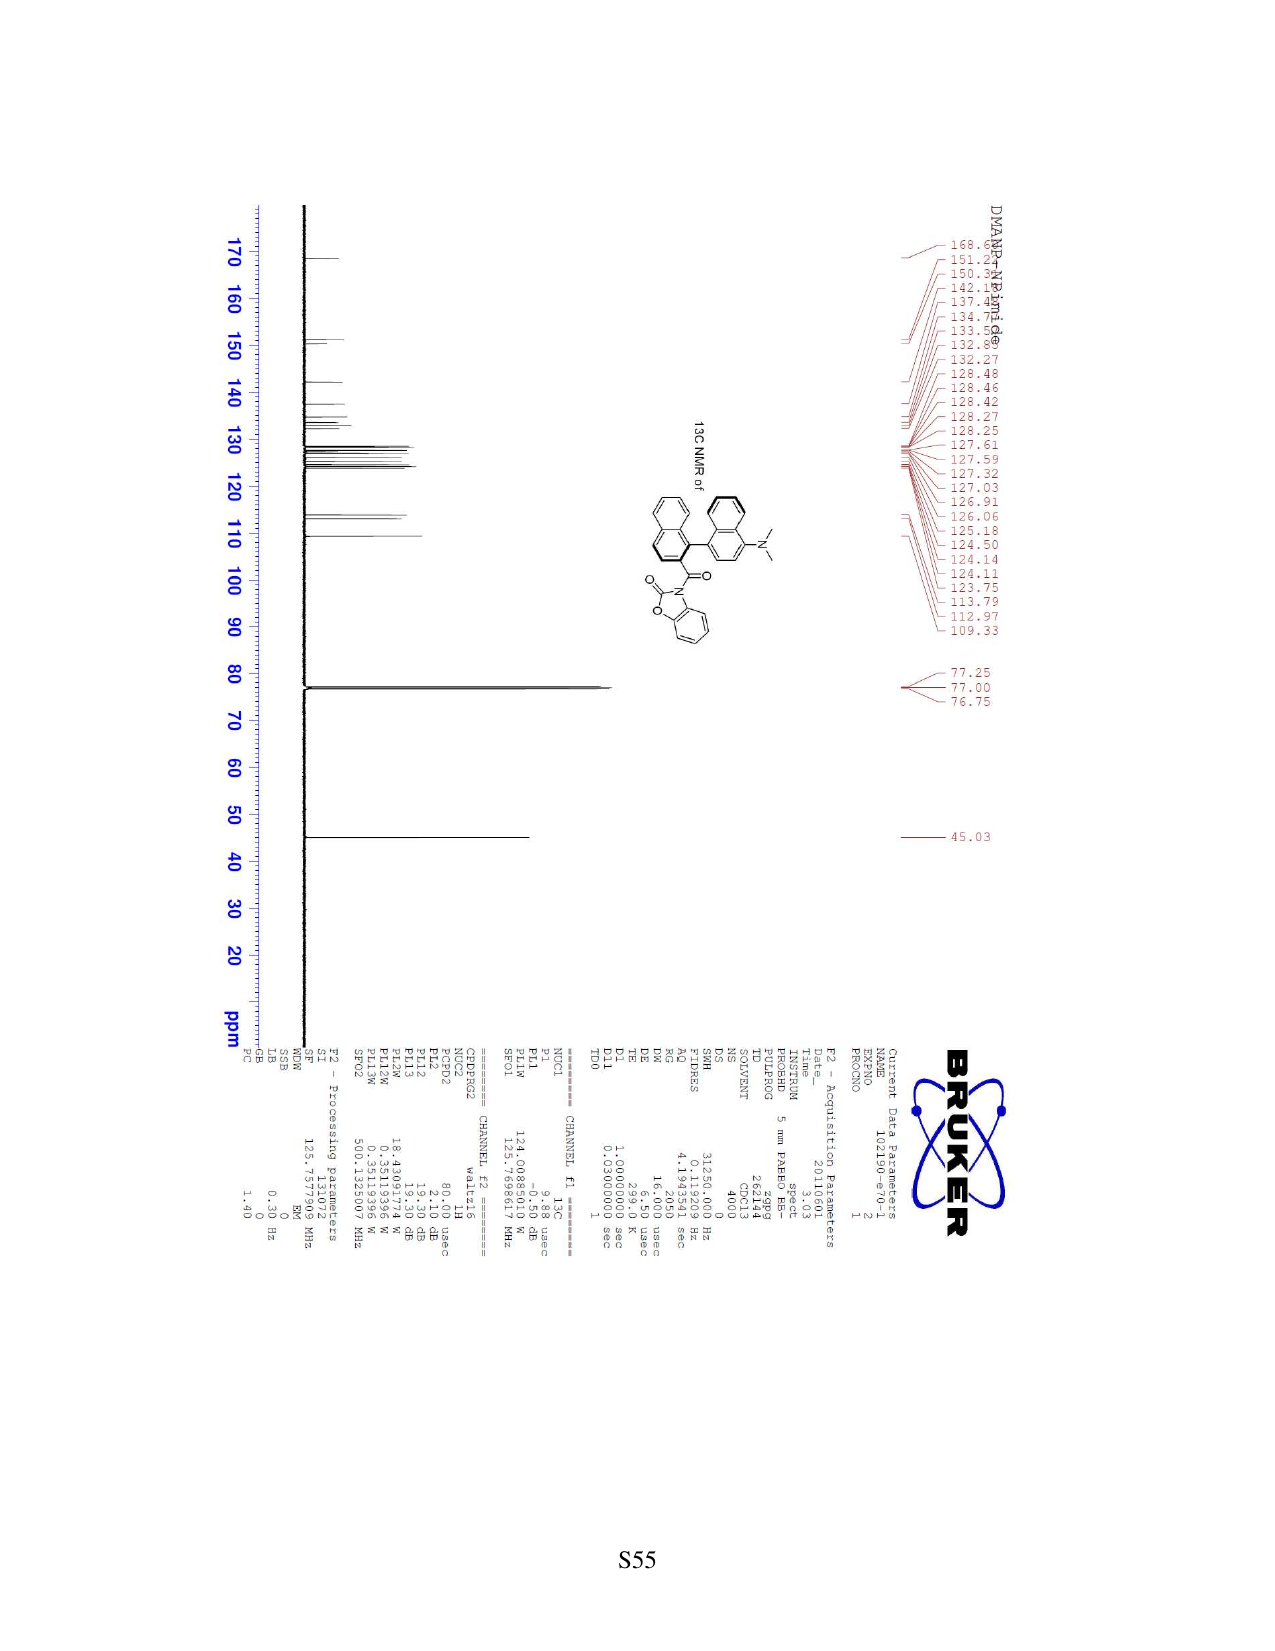 DMANP-NPimide
168.6
151.22
150.3
142.1
137.4
134.7
133.5
132.85
132.27
128.48
128.46
128.42
128.27
128.25
127.61
127.59
127.32
127.03
126.91
126.06
125.18
124.50
124.14
124.11
123.75
113.79
112.97
109.33
77.25
77.00
76.75
45.03
13C NMR of
N
O
N
O
O
170 160 150 140 130 120 110 100 90 80 70 60 50 40 30 20 ppm
BRUKER
Current Data Parameters
NAME 102190-e70-1
EXPNO 2
PROCNO 1
F2 - Acquisition Parameters
Date_ 20110601
Time 3.03
INSTRUM spect
PROBHD 5 mm PABBO BB-
PULPROG zgpg
TD 262144
SOLVENT CDCl3
NS 4000
DS 0
SWH 31250.000 Hz
FIDRES 0.119209 Hz
AQ 4.1943541 sec
RG 2050
DW 16.000 usec
DE 6.50 usec
TE 299.0 K
D1 1.00000000 sec
D11 0.03000000 sec
TD0 1
======== CHANNEL f1 ========
NUC1 13C
P1 9.88 usec
PL1 -0.50 dB
PL1W 124.00885010 W
SFO1 125.7698617 MHz
======== CHANNEL f2 ========
CPDPRG2 waltz16
NUC2 1H
PCPD2 80.00 usec
PL2 2.10 dB
PL12 19.30 dB
PL13 19.30 dB
PL2W 18.43091774 W
PL12W 0.35119396 W
PL13W 0.35119396 W
SFO2 500.1325007 MHz
F2 - Processing parameters
SI 131072
SF 125.7577909 MHz
WDW EM
SSB 0
LB 0.30 Hz
GB 0
PC 1.40
S55